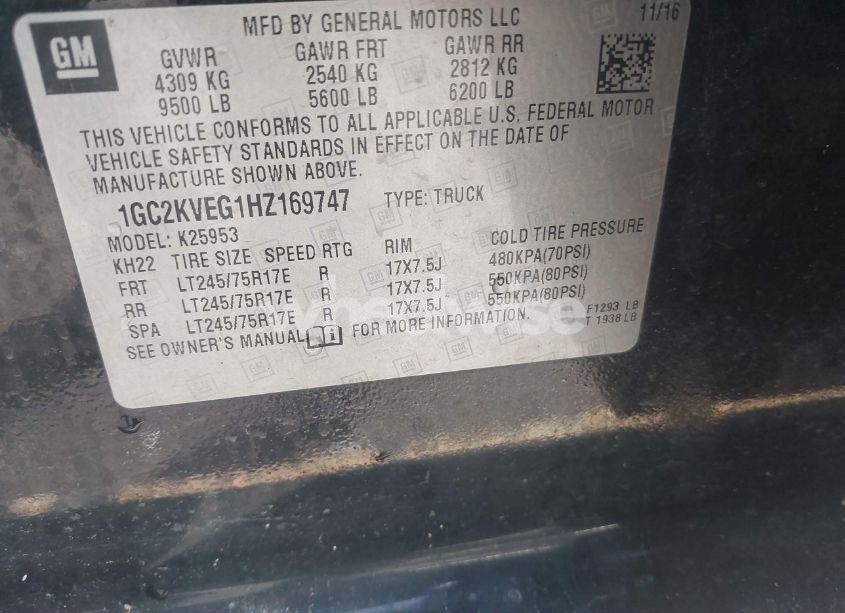 GM
MFD BY GENERAL MOTORS LLC
11/16
GVWR GAWR FRT GAWR RR
4309 KG 2540 KG 2812 KG
9500 LB 5600 LB 6200 LB
THIS VEHICLE CONFORMS TO ALL APPLICABLE U.S. FEDERAL MOTOR
VEHICLE SAFETY STANDARDS IN EFFECT ON THE DATE OF
MANUFACTURE SHOWN ABOVE.
1GC2KVEG1HZ169747 TYPE: TRUCK
MODEL: K25953
KH22 TIRE SIZE SPEED RTG RIM COLD TIRE PRESSURE
FRT LT245/75R17E R 17X7.5J 480KPA(70PSI)
RR LT245/75R17E R 17X7.5J 550KPA(80PSI)
SPA LT245/75R17E R 17X7.5J 550KPA(80PSI)
SEE OWNER'S MANUAL FOR MORE INFORMATION.
F1293 LB
T 1938 LB